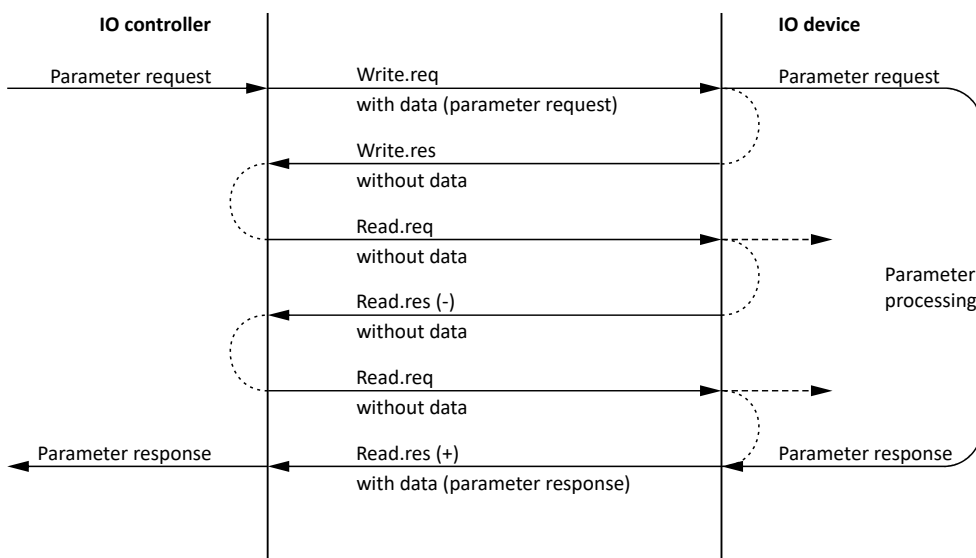 IO controller
IO device
Parameter request
Write.req
Parameter request
with data (parameter request)
Write.res
without data
Read.req
without data
Parameter
processing
Read.res (-)
without data
Read.req
without data
Parameter response
Read.res (+)
Parameter response
with data (parameter response)